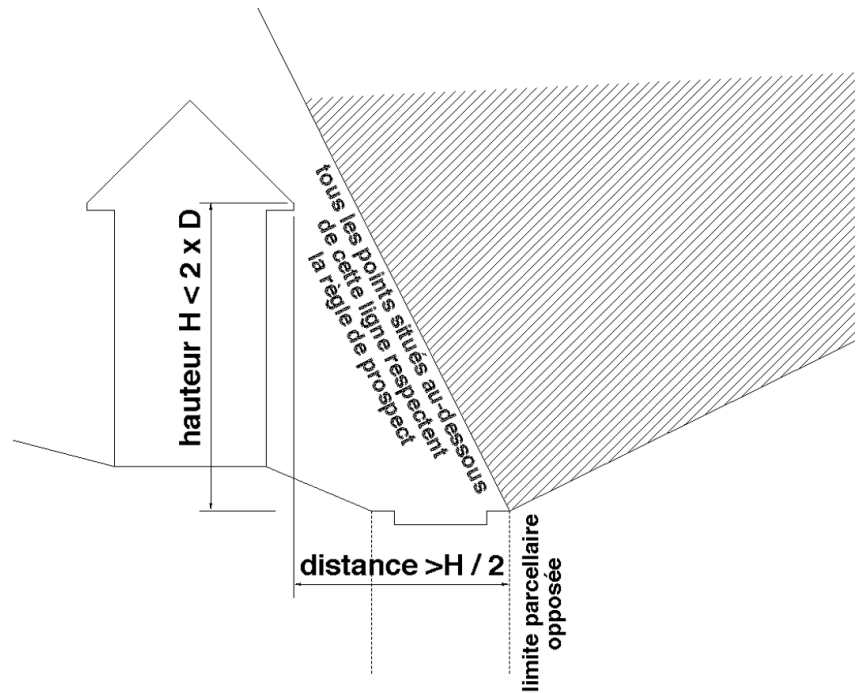 hauteur H < 2 x D
tous les points situés au-dessous
de cette ligne respectent
la règle de prospect
distance >H / 2
limite parcellaire
opposée